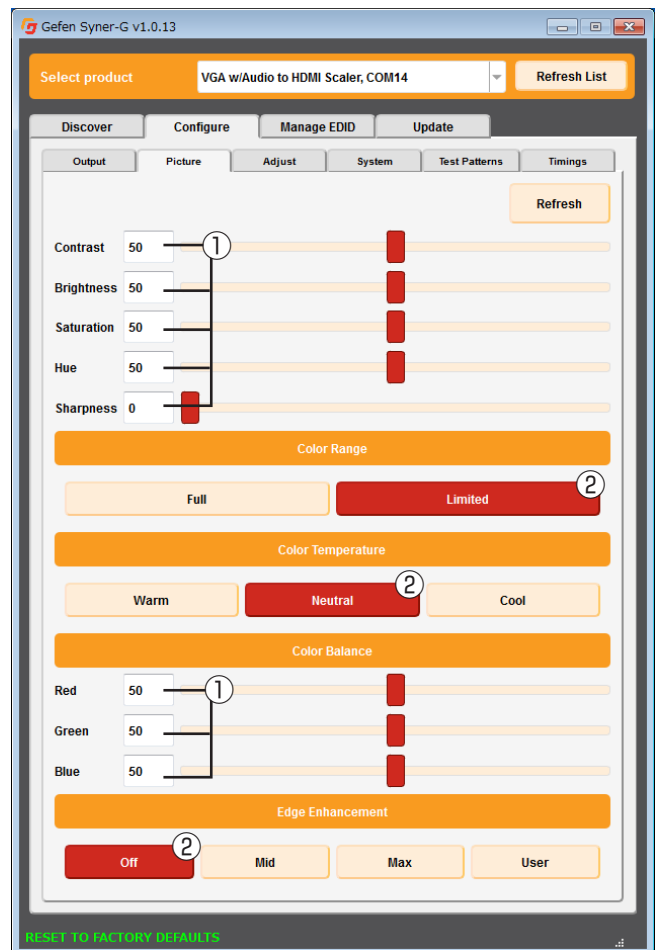 Gefen Syner-G v1.0.13
Select product VGA w/Audio to HDMI Scaler, COM14 Refresh List
Discover Configure Manage EDID Update
Output Picture Adjust System Test Patterns Timings
Refresh
Contrast 50 ①
Brightness 50
Saturation 50
Hue 50
Sharpness 0
Color Range
Full Limited ②
Color Temperature
Warm Neutral ② Cool
Color Balance
Red 50 ①
Green 50
Blue 50
Edge Enhancement
Off ② Mid Max User
RESET TO FACTORY DEFAULTS